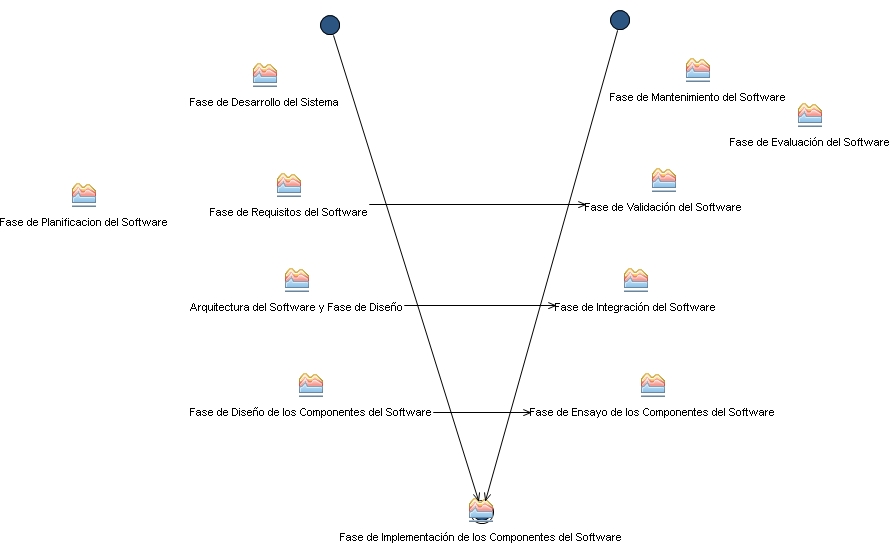 Fase de Desarrollo del Sistema
Fase de Mantenimiento del Software
Fase de Evaluación del Software
Fase de Planificacion del Software
Fase de Requisitos del Software
Fase de Validación del Software
Arquitectura del Software y Fase de Diseño
Fase de Integración del Software
Fase de Diseño de los Componentes del Software
Fase de Ensayo de los Componentes del Software
Fase de Implementación de los Componentes del Software